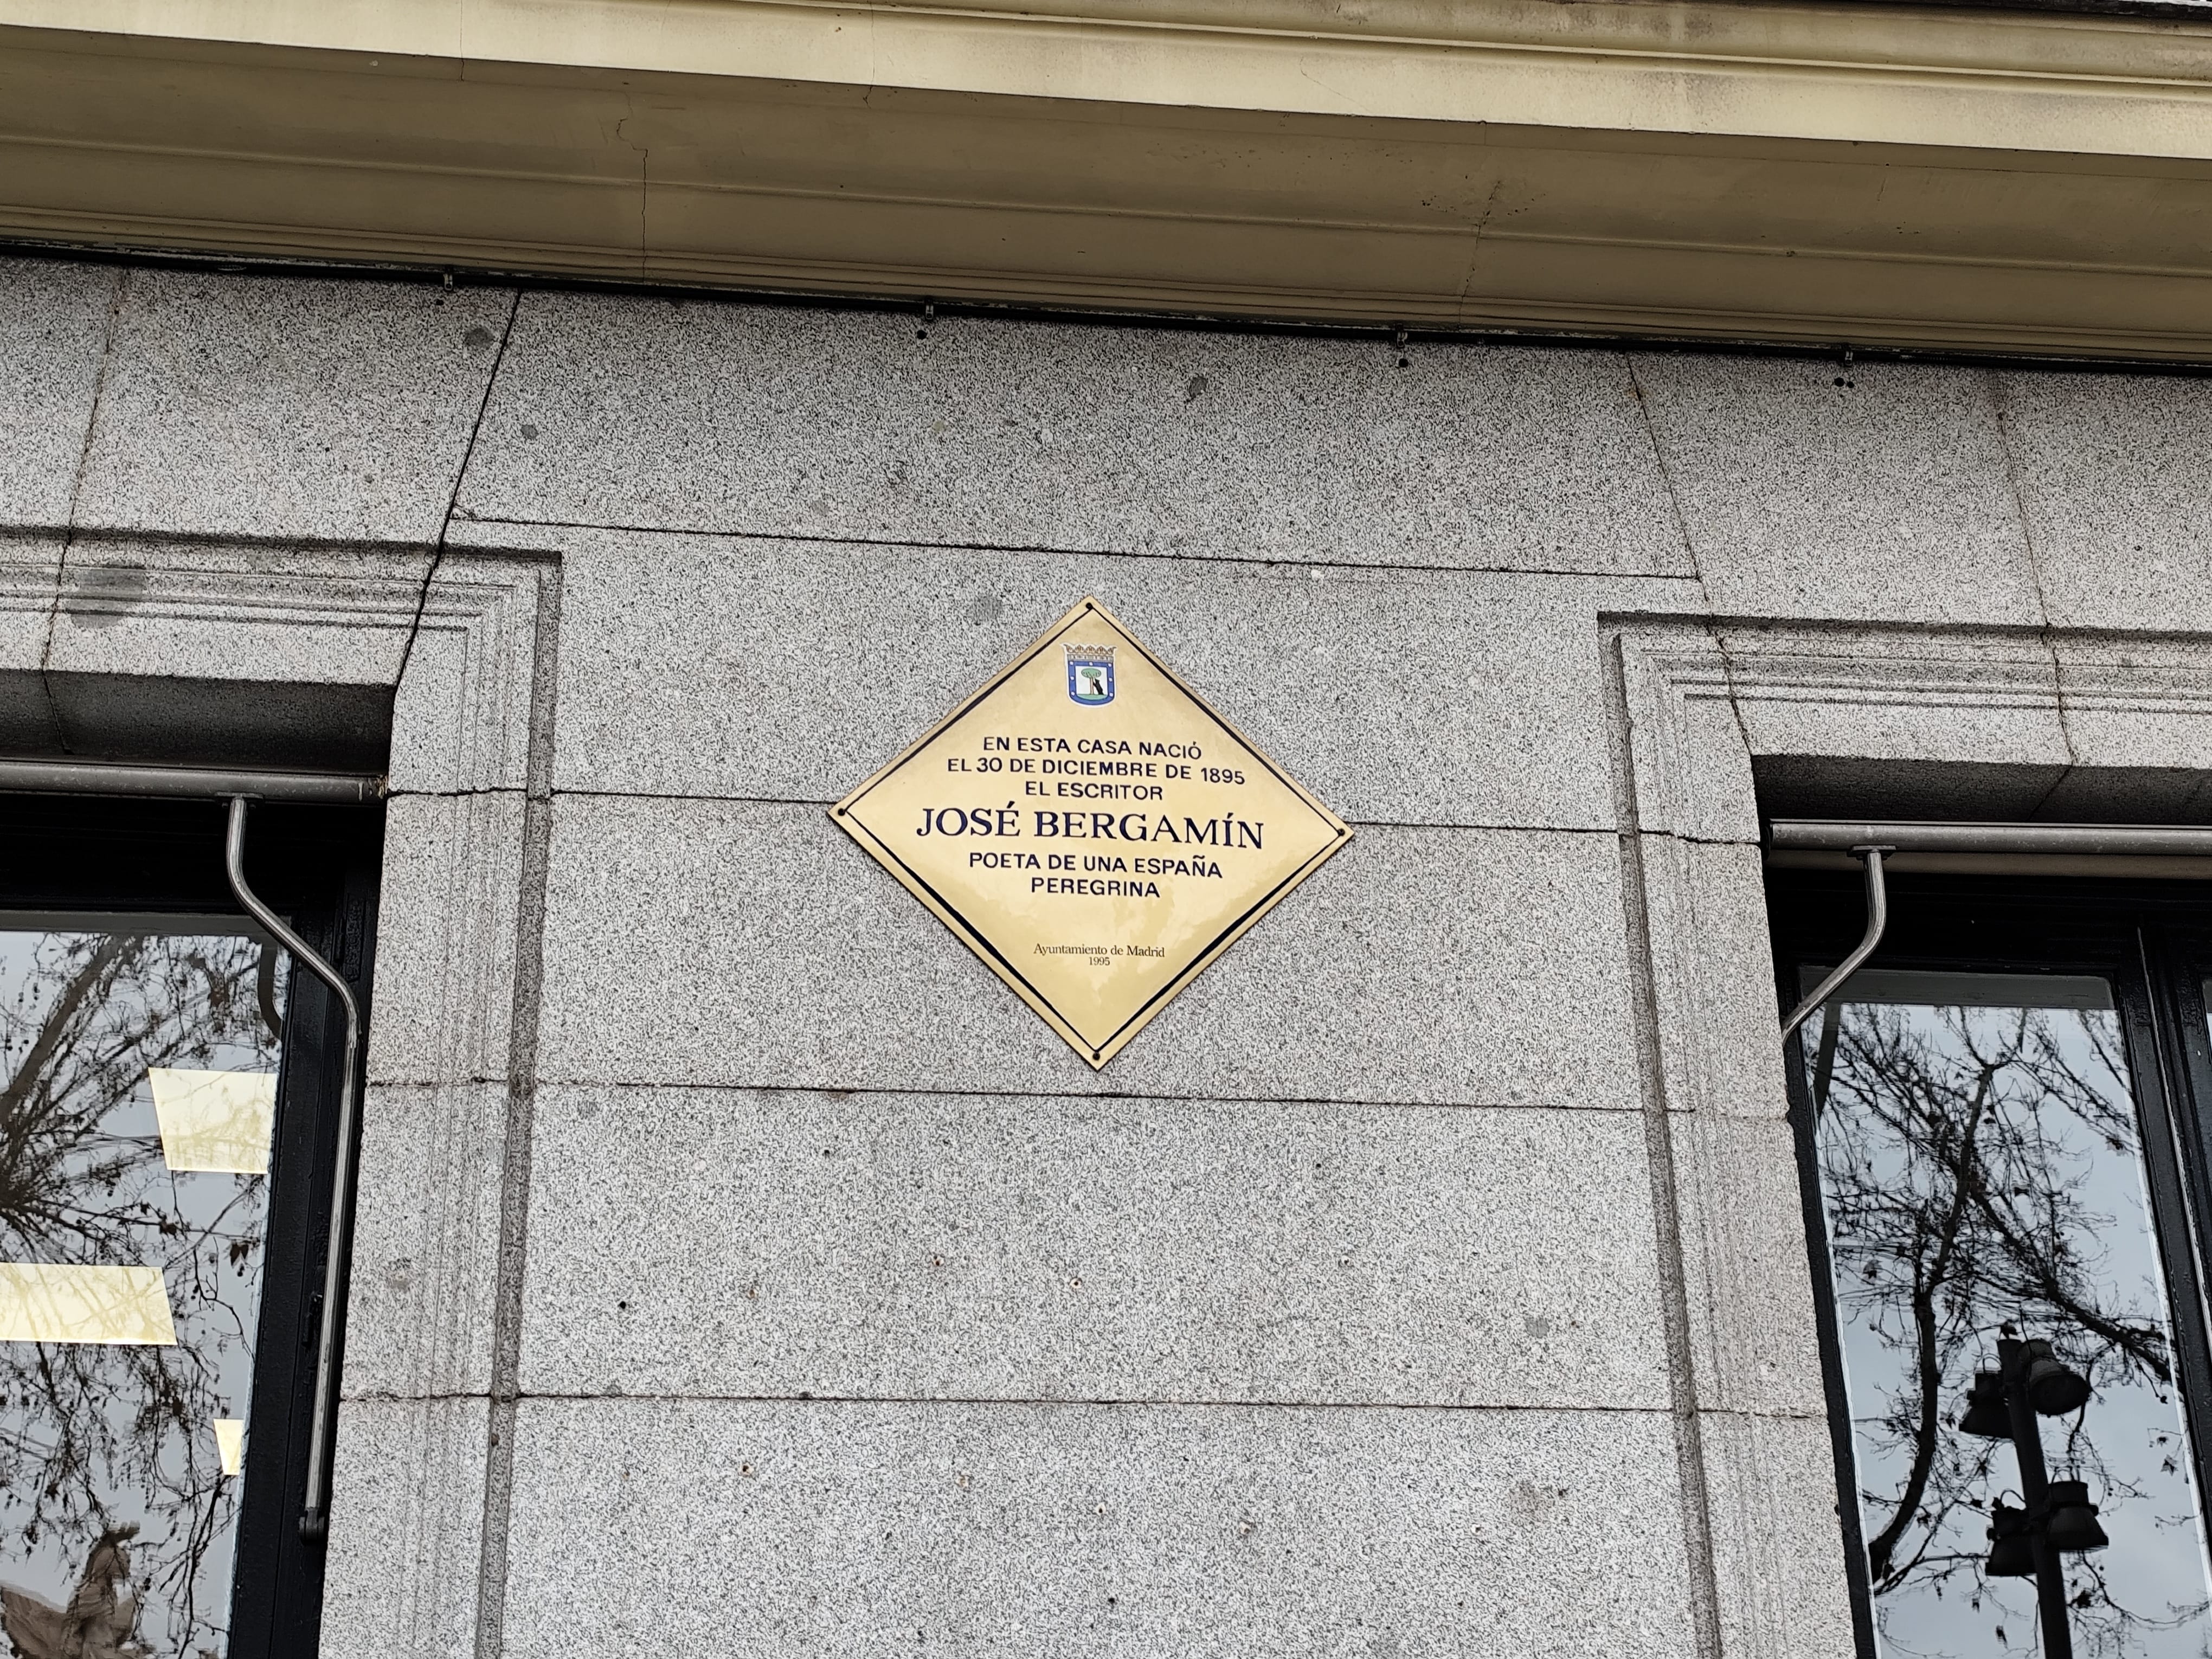 EN ESTA CASA NACIÓ
EL 30 DE DICIEMBRE DE 1895
EL ESCRITOR
JOSÉ BERGAMÍN
POETA DE UNA ESPAÑA
PEREGRINA
Ayuntamiento de Madrid
1995